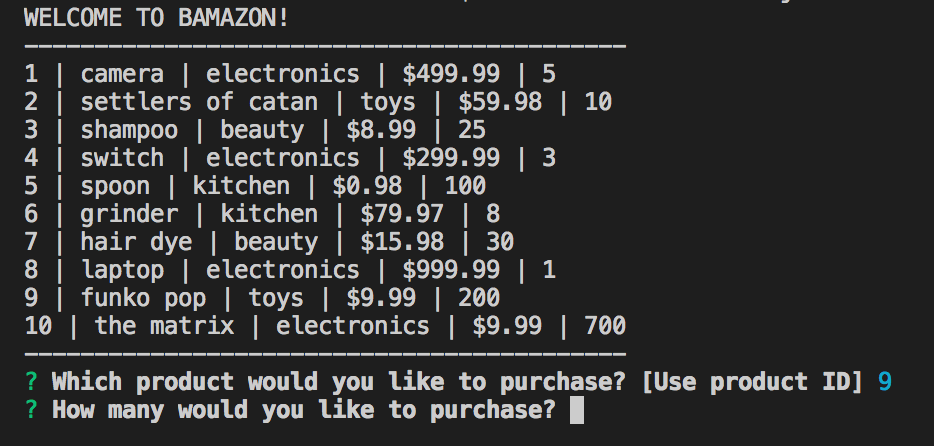 WELCOME TO BAMAZON!
-------------------------------------------
1 | camera | electronics | $499.99 | 5
2 | settlers of catan | toys | $59.98 | 10
3 | shampoo | beauty | $8.99 | 25
4 | switch | electronics | $299.99 | 3
5 | spoon | kitchen | $0.98 | 100
6 | grinder | kitchen | $79.97 | 8
7 | hair dye | beauty | $15.98 | 30
8 | laptop | electronics | $999.99 | 1
9 | funko pop | toys | $9.99 | 200
10 | the matrix | electronics | $9.99 | 700
-------------------------------------------
? Which product would you like to purchase? [Use product ID] 9
? How many would you like to purchase?